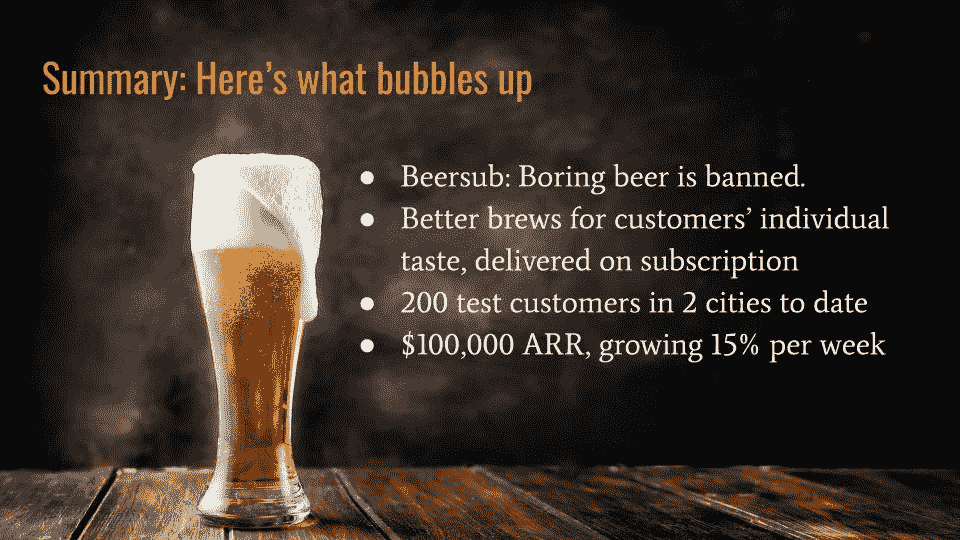 Summary: Here’s what bubbles up
● Beersub: Boring beer is banned.
● Better brews for customers’ individual
taste, delivered on subscription
● 200 test customers in 2 cities to date
● $100,000 ARR, growing 15% per week